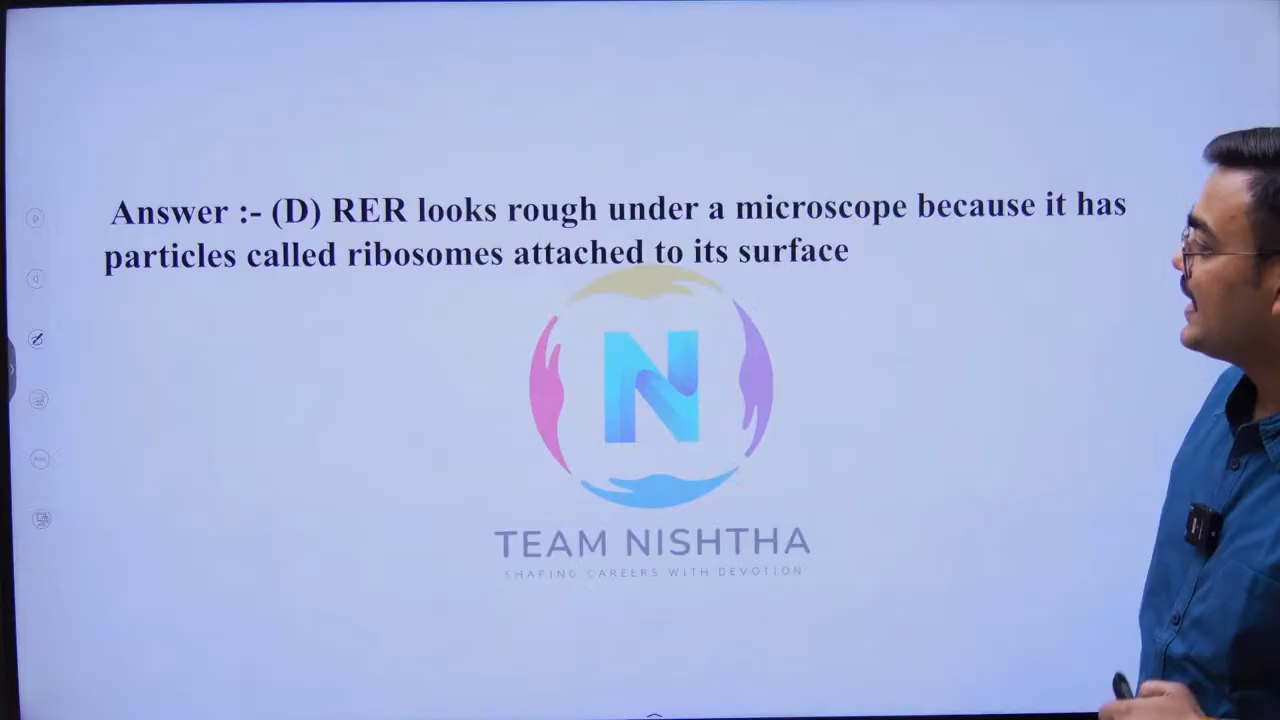 Answer :- (D) RER looks rough under a microscope because it has
particles called ribosomes attached to its surface
N
TEAM NISHTHA
SHAPING CAREERS WITH DEVOTION